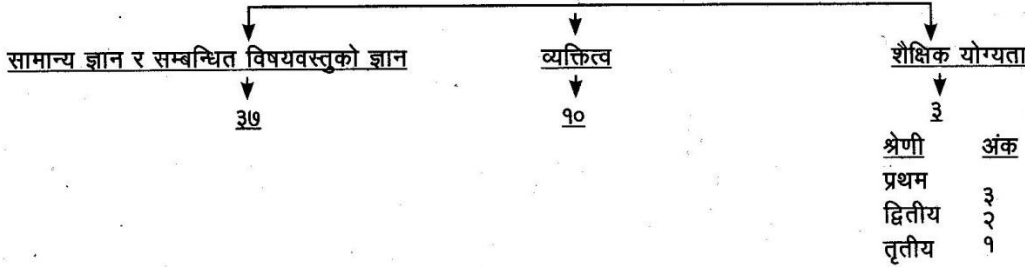 सामान्य ज्ञान र सम्बन्धित विषयवस्तुको ज्ञान व्यक्तित्व शैक्षिक योग्यता
३७ १० ३
श्रेणी अंक
प्रथम ३
द्वितीय २
तृतीय १